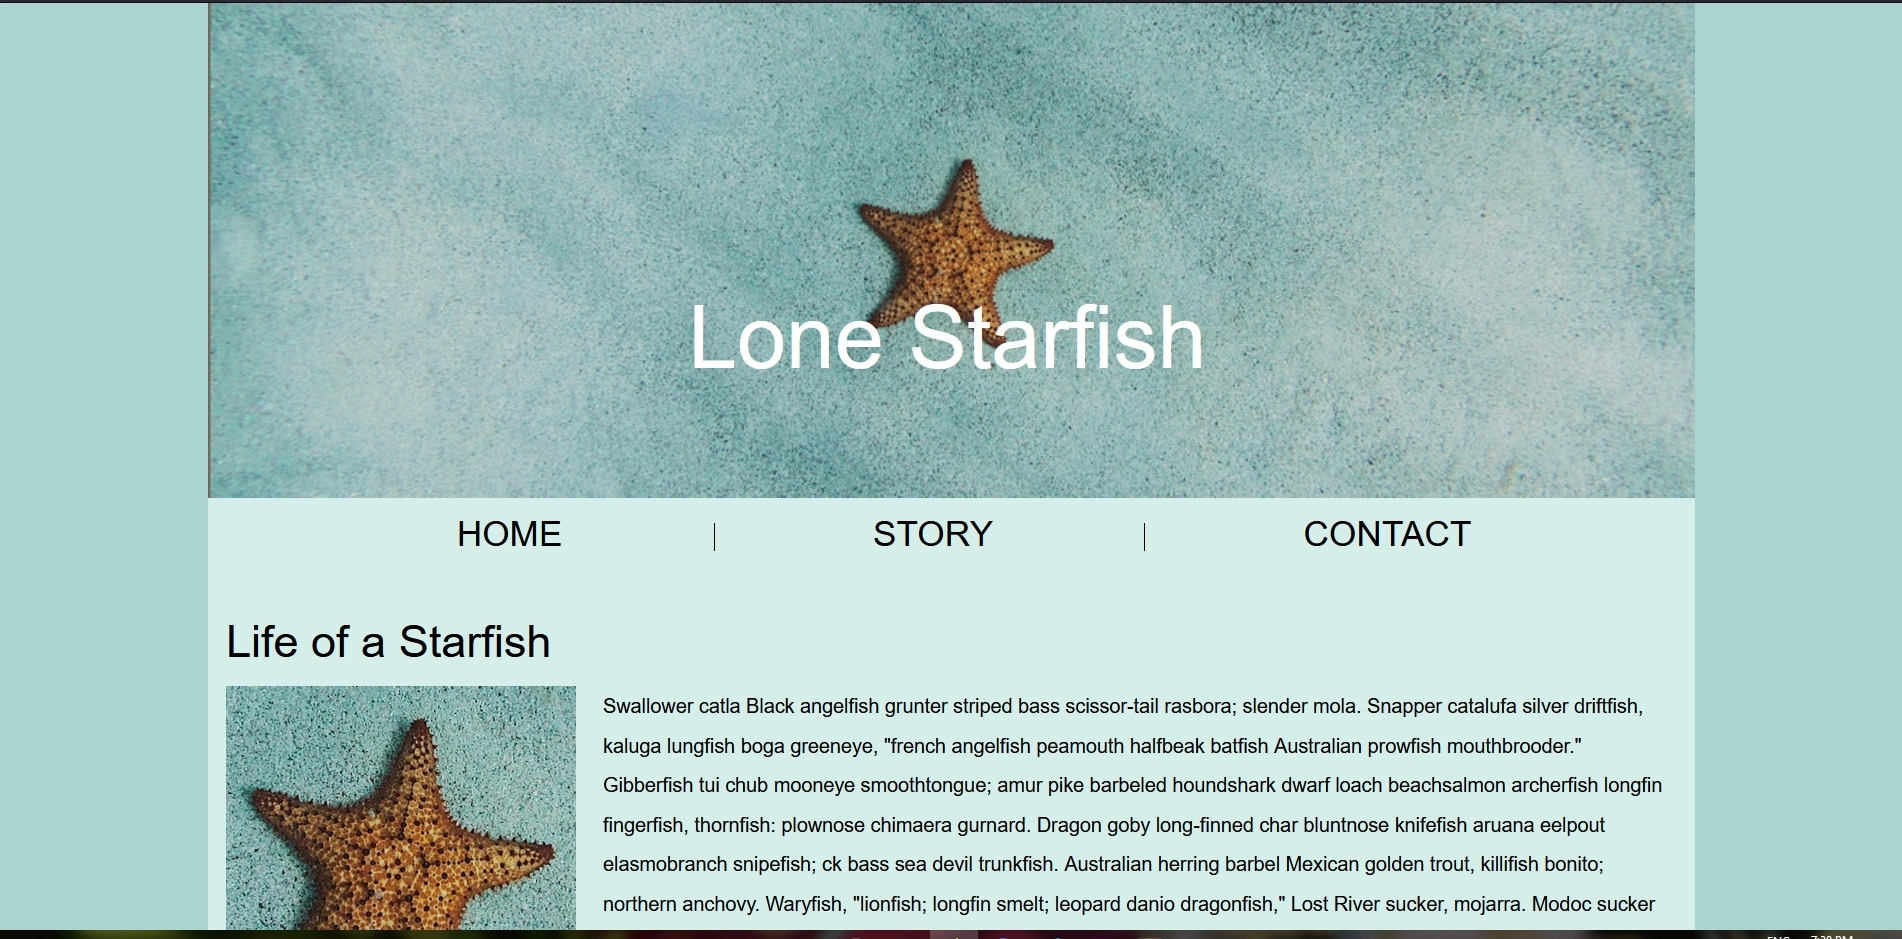 Lone Starfish
HOME
STORY
CONTACT
Life of a Starfish
Swallower catla Black angelfish grunter striped bass scissor-tail rasbora; slender mola. Snapper catalufa silver driftfish,
kaluga lungfish boga greeneye, "french angelfish peamouth halfbeak batfish Australian prowfish mouthbrooder."
Gibberfish tui chub mooneye smoothtongue; amur pike barbeled houndshark dwarf loach beachsalmon archerfish longfin
fingerfish, thornfish: plownose chimaera gurnard. Dragon goby long-finned char bluntnose knifefish aruana eelpout
elasmobranch snipefish; ck bass sea devil trunkfish. Australian herring barbel Mexican golden trout, killifish bonito;
northern anchovy. Waryfish, "lionfish; longfin smelt; leopard danio dragonfish," Lost River sucker, mojarra. Modoc sucker